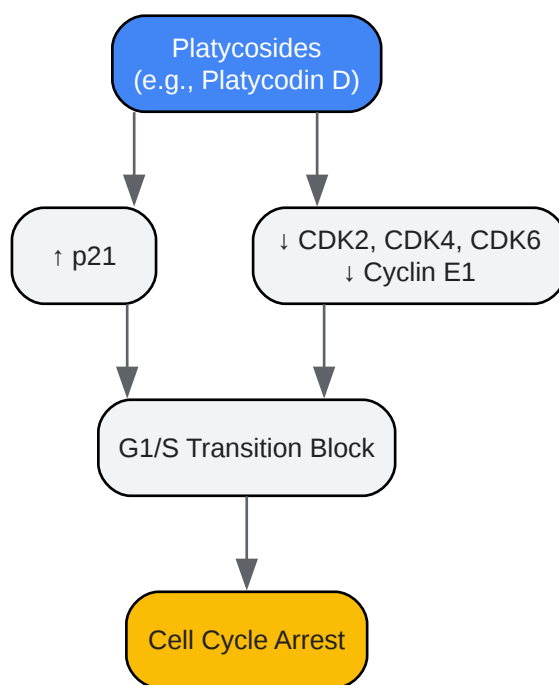 Platycosides
(e.g., Platycodin D)
↑ p21
↓ CDK2, CDK4, CDK6
↓ Cyclin E1
G1/S Transition Block
Cell Cycle Arrest